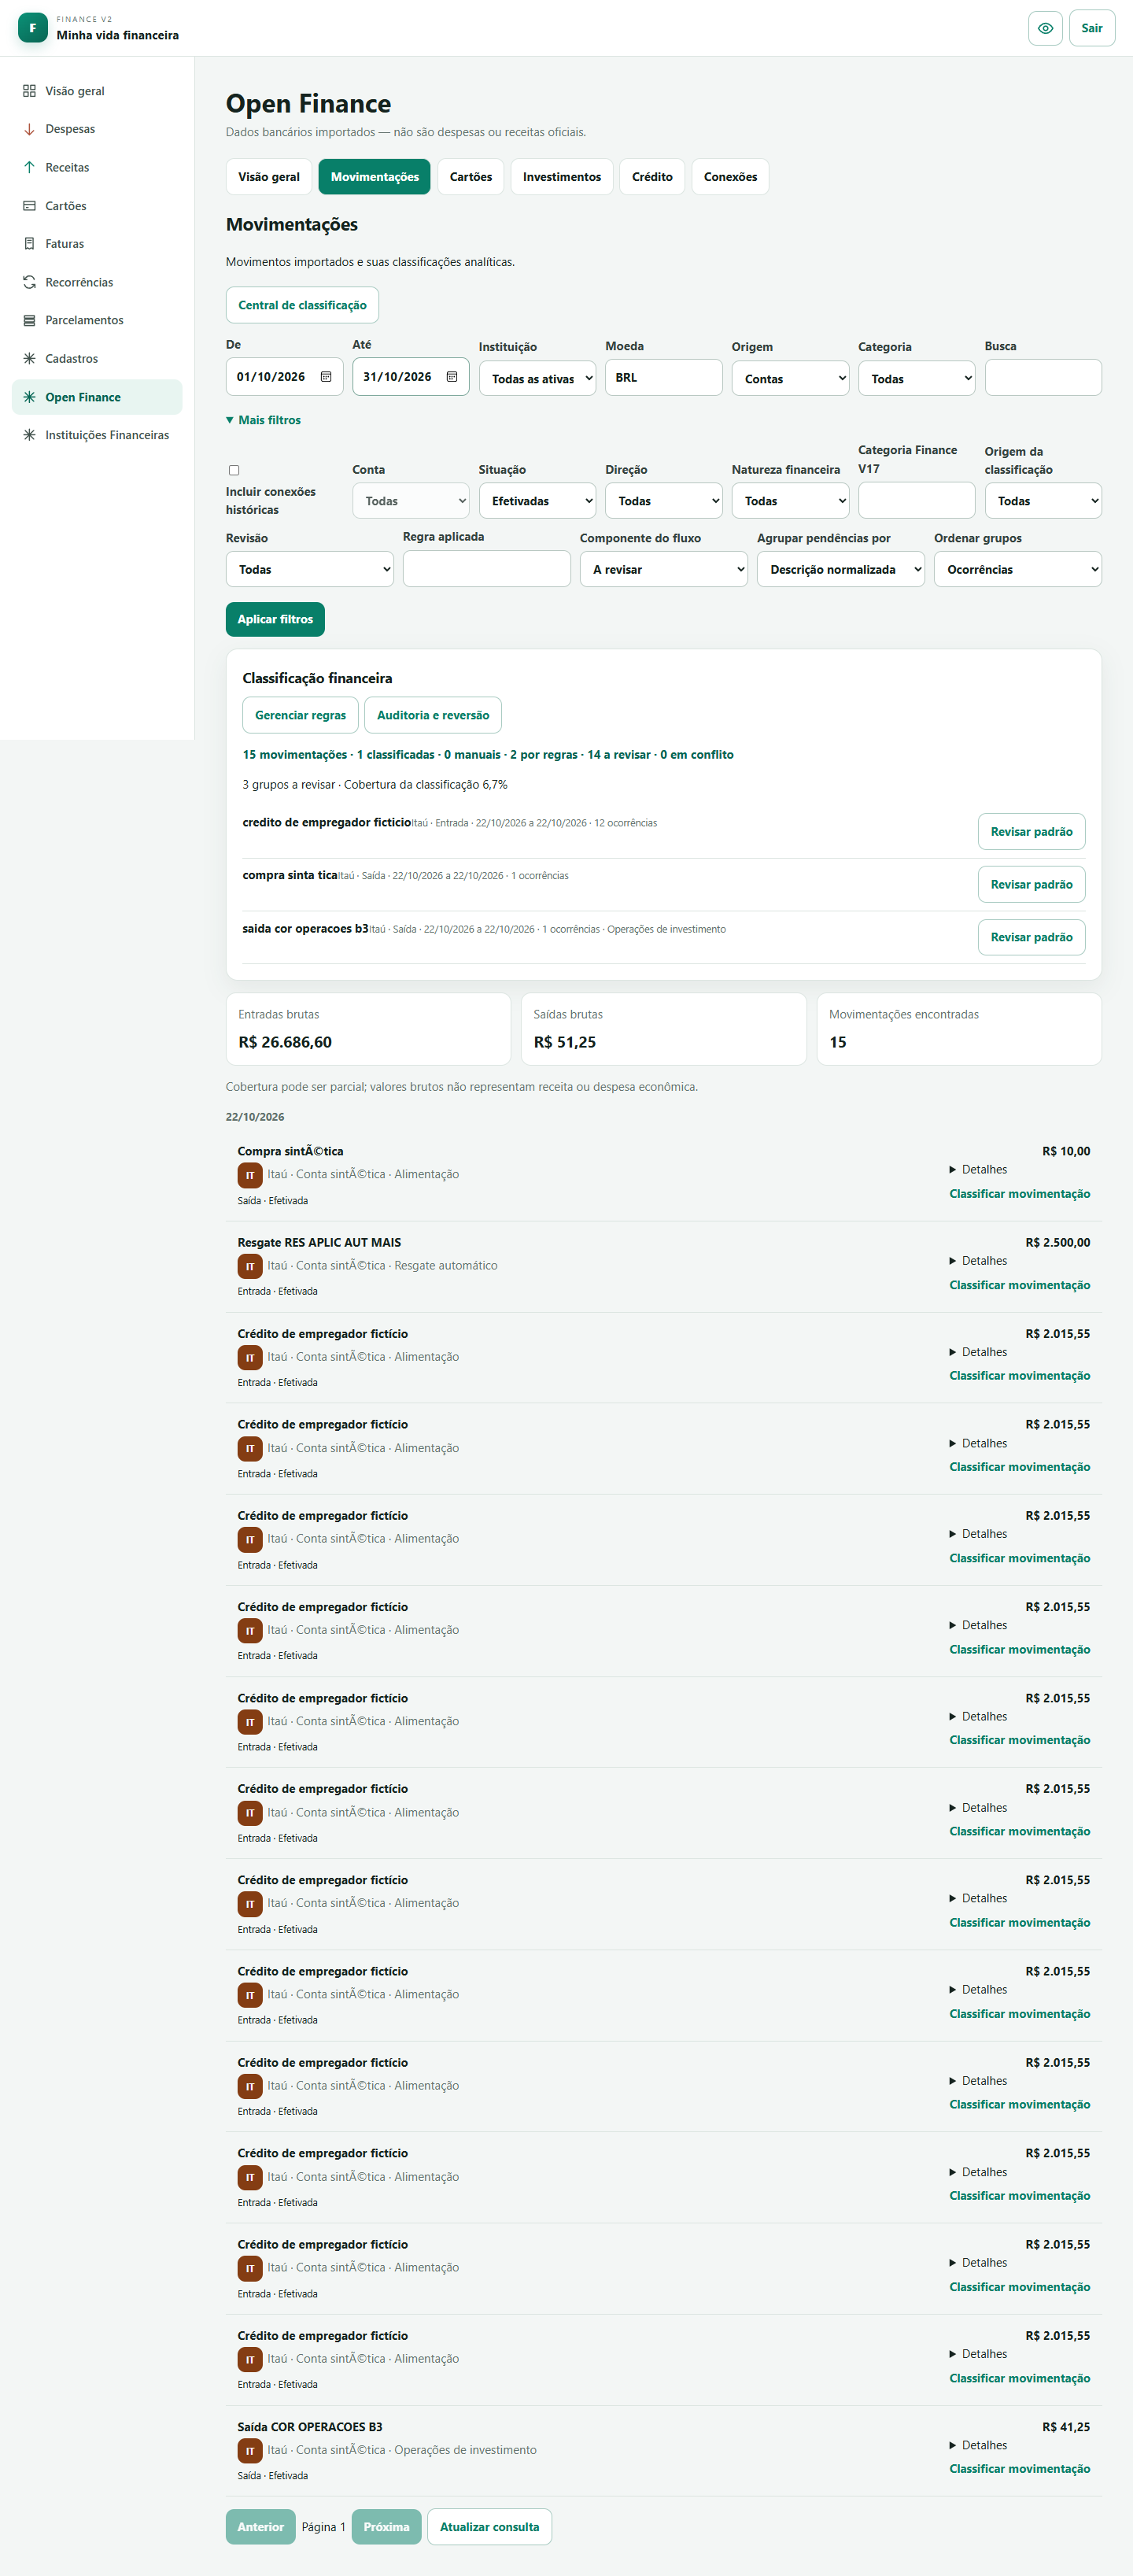 F
FINANCE V2
Minha vida financeira
Sair
Visão geral
Despesas
Receitas
Cartões
Faturas
Recorrências
Parcelamentos
Cadastros
Open Finance
Instituições Financeiras
Open Finance
Dados bancários importados — não são despesas ou receitas oficiais.
Visão geral Movimentações Cartões Investimentos Crédito Conexões
Movimentações
Movimentos importados e suas classificações analíticas.
Central de classificação
De Até Instituição Moeda Origem Categoria Busca
01/10/2026 31/10/2026 Todas as ativas BRL Contas Todas
▼ Mais filtros
Incluir conexões históricas
Conta Situação Direção Natureza financeira Categoria Finance V17 Origem da classificação
Todas Efetivadas Todas Todas Todas
Revisão Regra aplicada Componente do fluxo Agrupar pendências por Ordenar grupos
Todas A revisar Descrição normalizada Ocorrências
Aplicar filtros
Classificação financeira
Gerenciar regras Auditoria e reversão
15 movimentações · 1 classificadas · 0 manuais · 2 por regras · 14 a revisar · 0 em conflito
3 grupos a revisar · Cobertura da classificação 6,7%
credito de empregador ficticioItaú · Entrada · 22/10/2026 a 22/10/2026 · 12 ocorrências Revisar padrão
compra sinta ticaItaú · Saída · 22/10/2026 a 22/10/2026 · 1 ocorrências Revisar padrão
saida cor operacoes b3Itaú · Saída · 22/10/2026 a 22/10/2026 · 1 ocorrências · Operações de investimento Revisar padrão
Entradas brutas Saídas brutas Movimentações encontradas
R$ 26.686,60 R$ 51,25 15
Cobertura pode ser parcial; valores brutos não representam receita ou despesa econômica.
22/10/2026
Compra sintÃ©tica R$ 10,00
IT Itaú · Conta sintÃ©tica · Alimentação ▶ Detalhes
Saída · Efetivada Classificar movimentação
Resgate RES APLIC AUT MAIS R$ 2.500,00
IT Itaú · Conta sintÃ©tica · Resgate automático ▶ Detalhes
Entrada · Efetivada Classificar movimentação
Crédito de empregador fictício R$ 2.015,55
IT Itaú · Conta sintÃ©tica · Alimentação ▶ Detalhes
Entrada · Efetivada Classificar movimentação
Crédito de empregador fictício R$ 2.015,55
IT Itaú · Conta sintÃ©tica · Alimentação ▶ Detalhes
Entrada · Efetivada Classificar movimentação
Crédito de empregador fictício R$ 2.015,55
IT Itaú · Conta sintÃ©tica · Alimentação ▶ Detalhes
Entrada · Efetivada Classificar movimentação
Crédito de empregador fictício R$ 2.015,55
IT Itaú · Conta sintÃ©tica · Alimentação ▶ Detalhes
Entrada · Efetivada Classificar movimentação
Crédito de empregador fictício R$ 2.015,55
IT Itaú · Conta sintÃ©tica · Alimentação ▶ Detalhes
Entrada · Efetivada Classificar movimentação
Crédito de empregador fictício R$ 2.015,55
IT Itaú · Conta sintÃ©tica · Alimentação ▶ Detalhes
Entrada · Efetivada Classificar movimentação
Crédito de empregador fictício R$ 2.015,55
IT Itaú · Conta sintÃ©tica · Alimentação ▶ Detalhes
Entrada · Efetivada Classificar movimentação
Crédito de empregador fictício R$ 2.015,55
IT Itaú · Conta sintÃ©tica · Alimentação ▶ Detalhes
Entrada · Efetivada Classificar movimentação
Crédito de empregador fictício R$ 2.015,55
IT Itaú · Conta sintÃ©tica · Alimentação ▶ Detalhes
Entrada · Efetivada Classificar movimentação
Crédito de empregador fictício R$ 2.015,55
IT Itaú · Conta sintÃ©tica · Alimentação ▶ Detalhes
Entrada · Efetivada Classificar movimentação
Crédito de empregador fictício R$ 2.015,55
IT Itaú · Conta sintÃ©tica · Alimentação ▶ Detalhes
Entrada · Efetivada Classificar movimentação
Crédito de empregador fictício R$ 2.015,55
IT Itaú · Conta sintÃ©tica · Alimentação ▶ Detalhes
Entrada · Efetivada Classificar movimentação
Saída COR OPERACOES B3 R$ 41,25
IT Itaú · Conta sintÃ©tica · Operações de investimento ▶ Detalhes
Saída · Efetivada Classificar movimentação
Anterior Página 1 Próxima Atualizar consulta